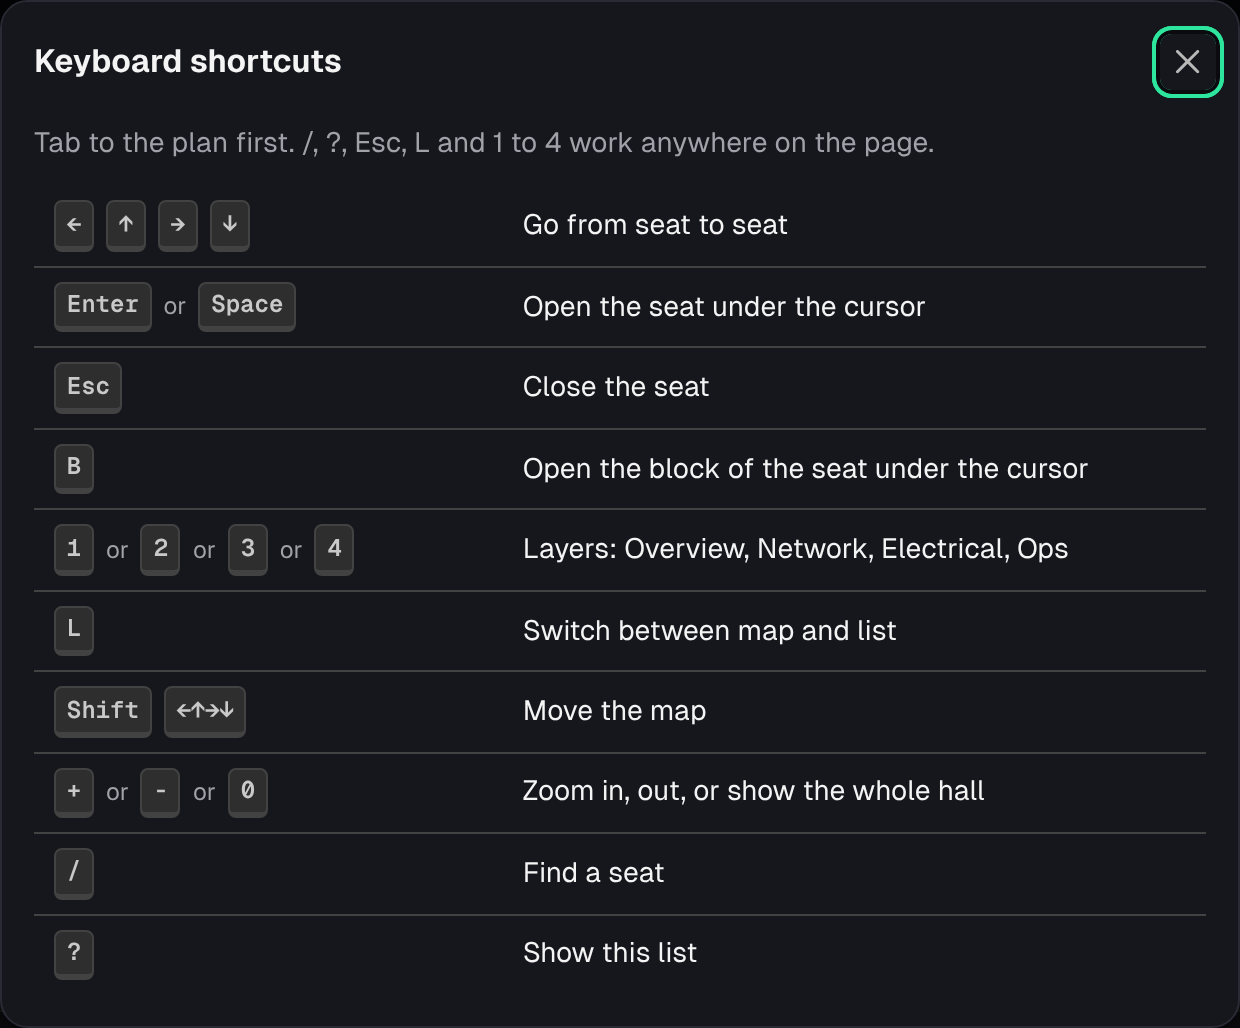 Keyboard shortcuts
Tab to the plan first. /, ?, Esc, L and 1 to 4 work anywhere on the page.
← ↑ → ↓ Go from seat to seat
Enter or Space Open the seat under the cursor
Esc Close the seat
B Open the block of the seat under the cursor
1 or 2 or 3 or 4 Layers: Overview, Network, Electrical, Ops
L Switch between map and list
Shift ←↑→↓ Move the map
+ or - or 0 Zoom in, out, or show the whole hall
/ Find a seat
? Show this list